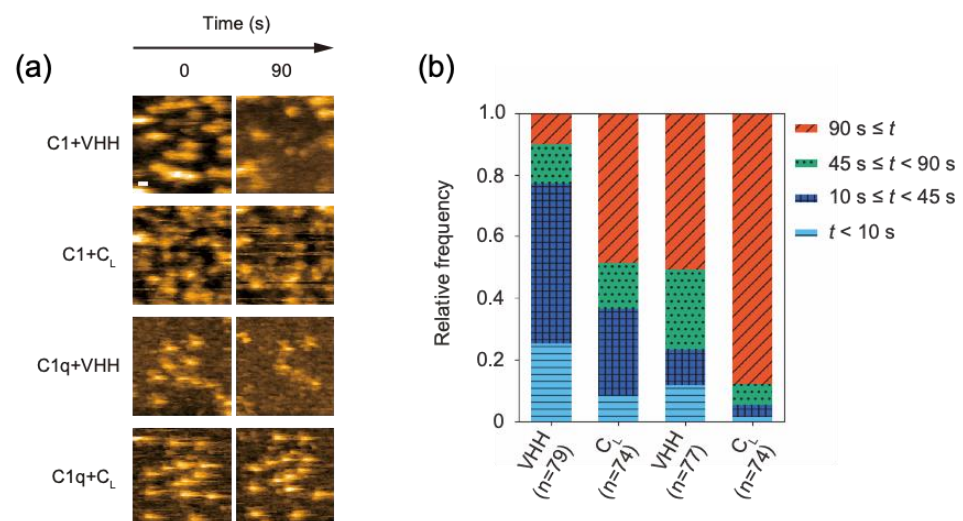 (a)
Time (s)
0 90
C1+VHH
C1+CL
C1q+VHH
C1q+CL
(b)
Relative frequency
1.0
0.8
0.6
0.4
0.2
0
VHH
(n=79)
CL
(n=74)
VHH
(n=77)
CL
(n=74)
90 s ≤ t
45 s ≤ t < 90 s
10 s ≤ t < 45 s
t < 10 s